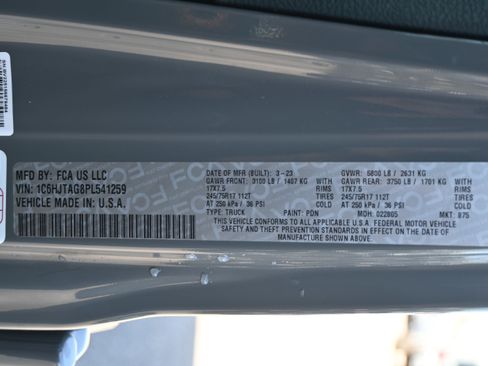 MFD BY: FCA US LLC
VIN: 1C6HJTAG8PL541259
VEHICLE MADE IN: U.S.A.
DATE OF MFR (BUILT): 3-23 GVWR: 5800 LB / 2631 KG
GAWR FRONT: 3100 LB / 1407 KG WITH TIRES GAWR REAR: 3750 LB / 1701 KG WITH TIRES
17X7.5 RIMS 17X7.5 RIMS
245/75R17 112T TIRES 245/75R17 112T TIRES
AT 250 kPa / 36 PSI COLD AT 250 kPa / 36 PSI COLD
TYPE: TRUCK PAINT: PDN MDH: 022805 MKT: 875
THIS VEHICLE CONFORMS TO ALL APPLICABLE U.S.A. FEDERAL MOTOR VEHICLE
SAFETY AND THEFT PREVENTION STANDARDS IN EFFECT ON THE DATE OF
MANUFACTURE SHOWN ABOVE.